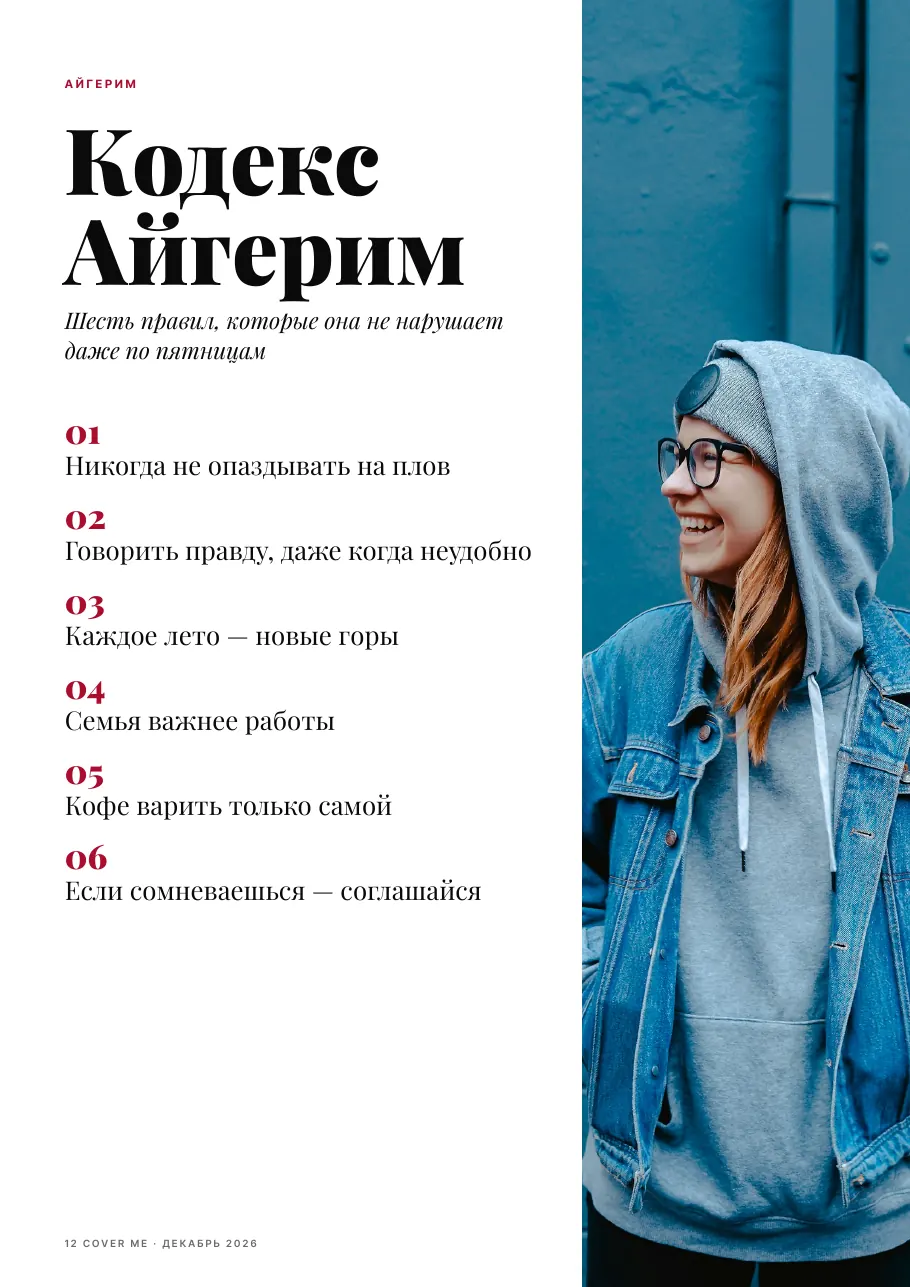 АЙГЕРИМ
Кодекс
Айгерим
Шесть правил, которые она не нарушает
даже по пятницам
01
Никогда не опаздывать на плов
02
Говорить правду, даже когда неудобно
03
Каждое лето — новые горы
04
Семья важнее работы
05
Кофе варить только самой
06
Если сомневаешься — соглашайся
12 COVER ME · ДЕКАБРЬ 2026